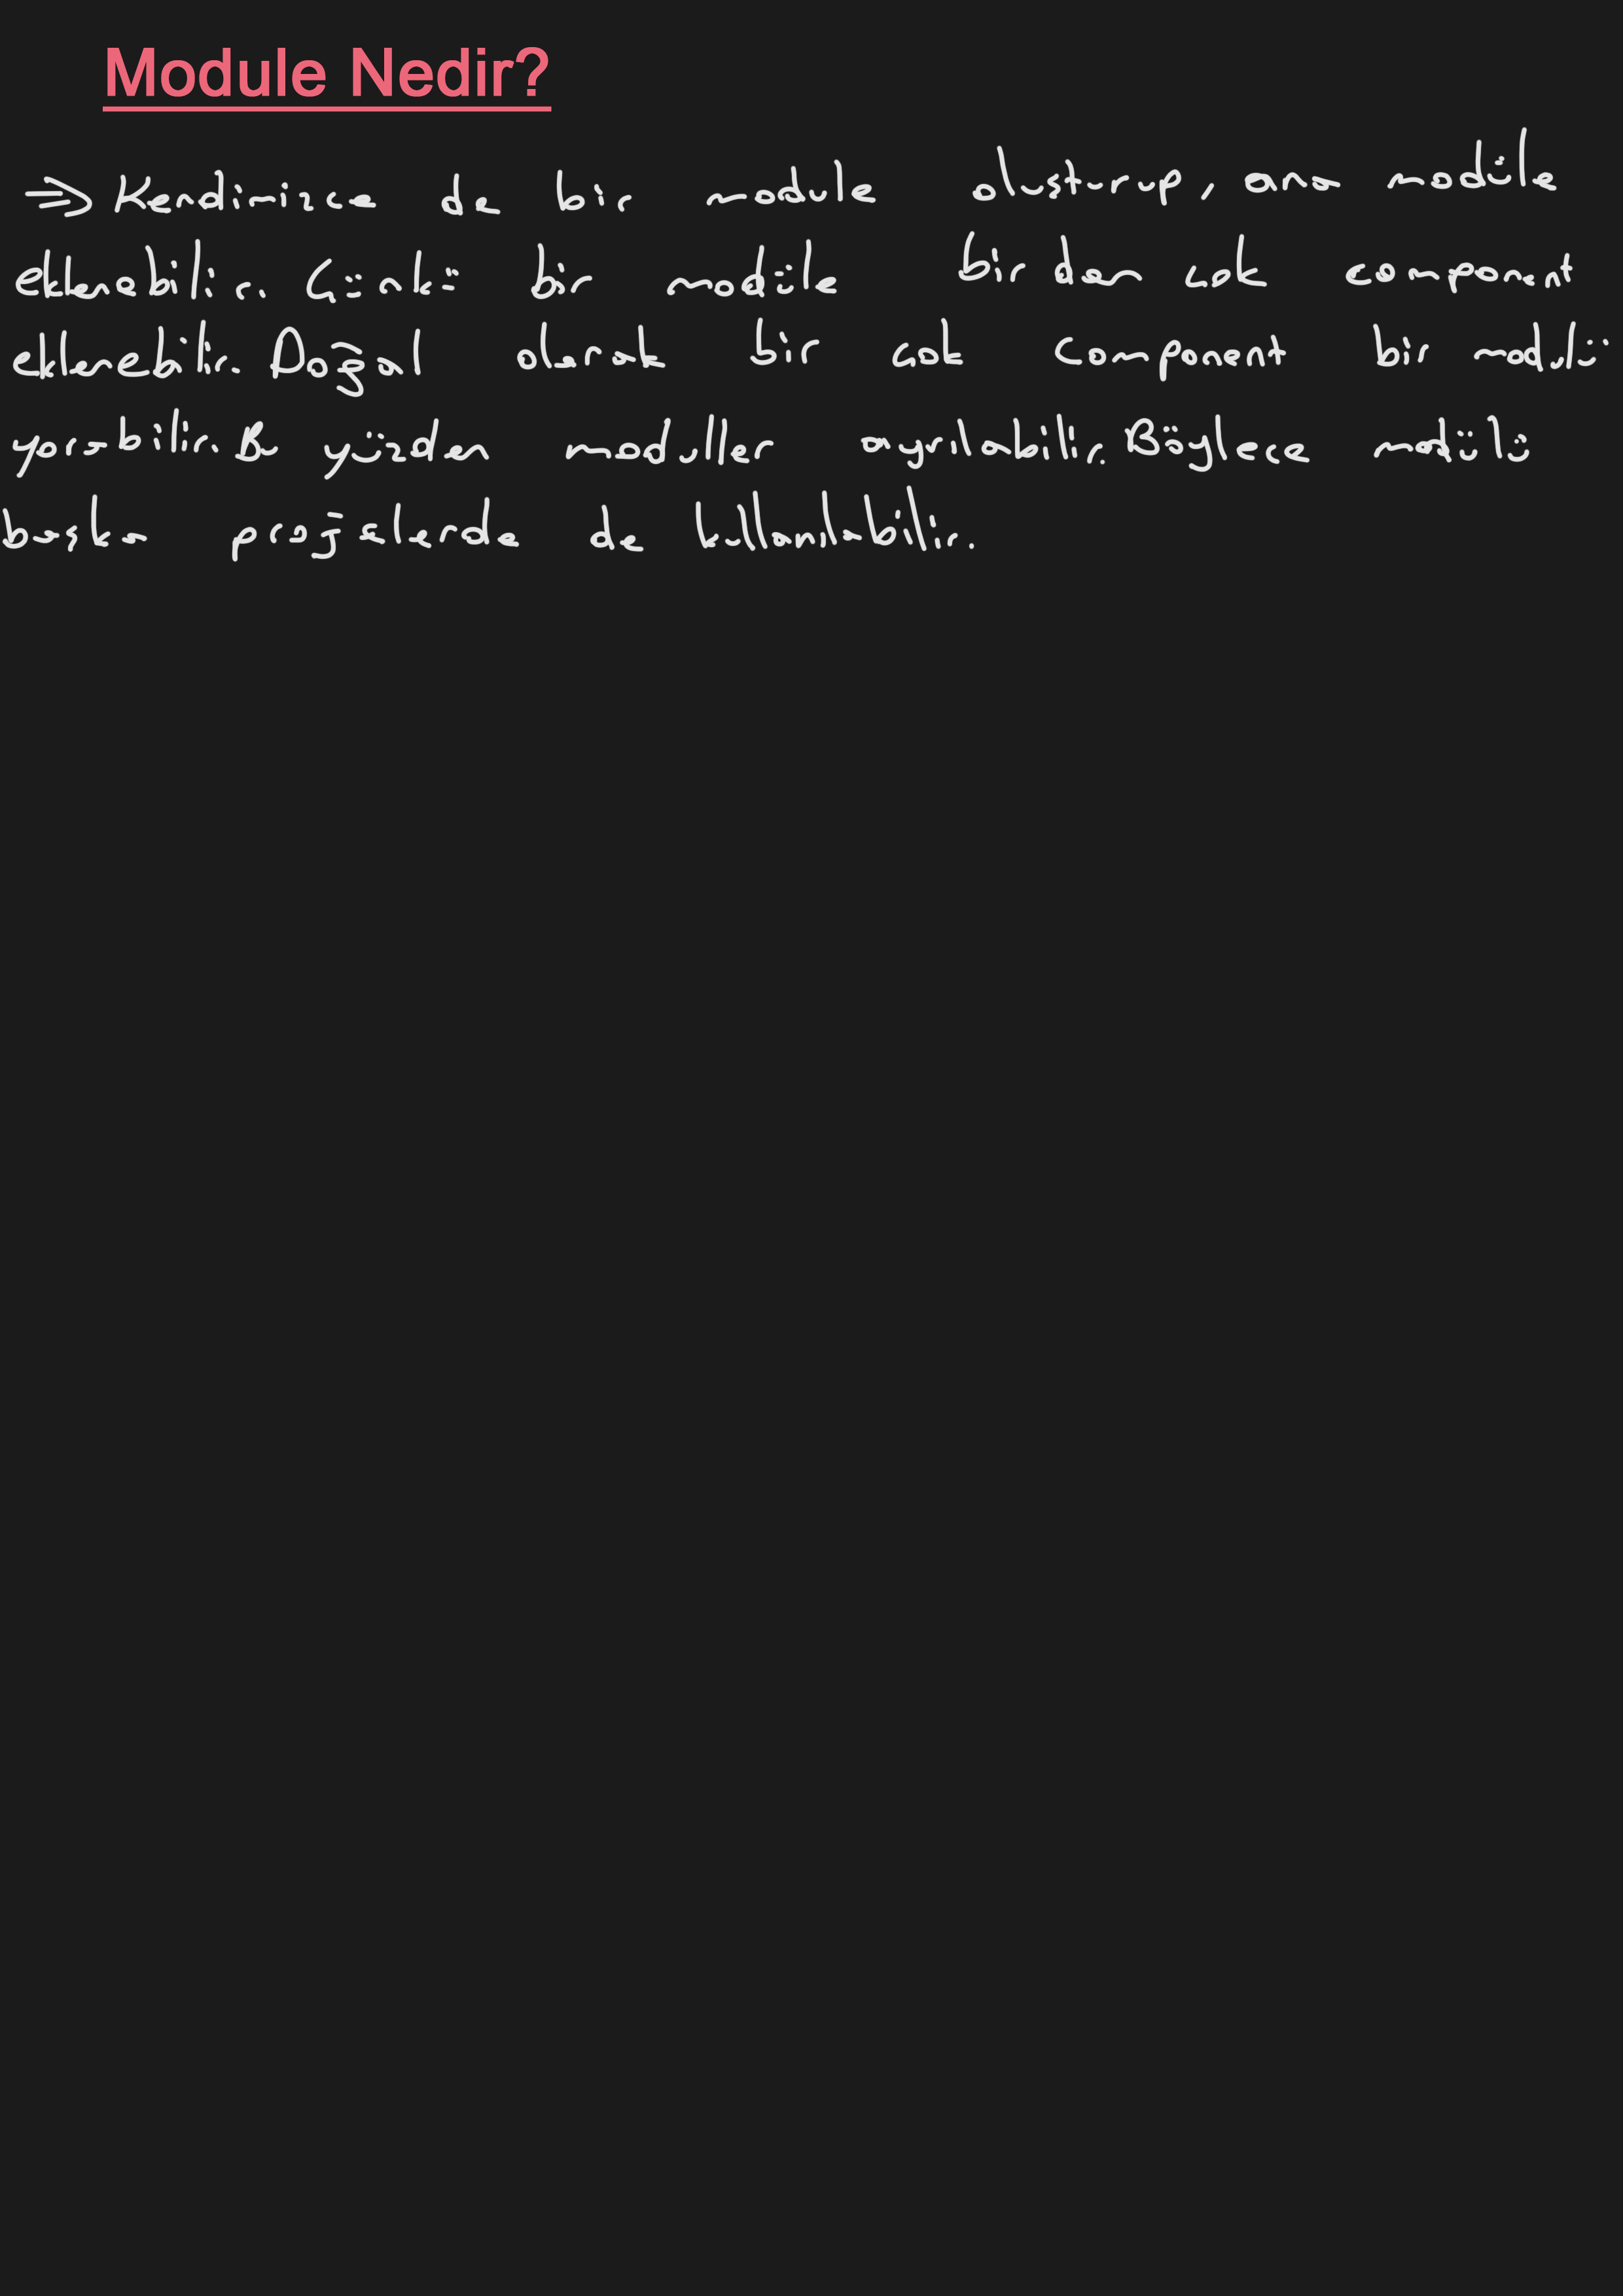 Module Nedir?
=> Kendimizce de bir module oluşturup, ana modüle
eklenebilir. Çünkü bir modüle birden çok component
eklenebilir. Doğal olarak bir çok component bir modülü
yorabilir. Bu yüzden moduller ayrılabilir. Böylece modülü
başka projelerde de kullanılabilir.